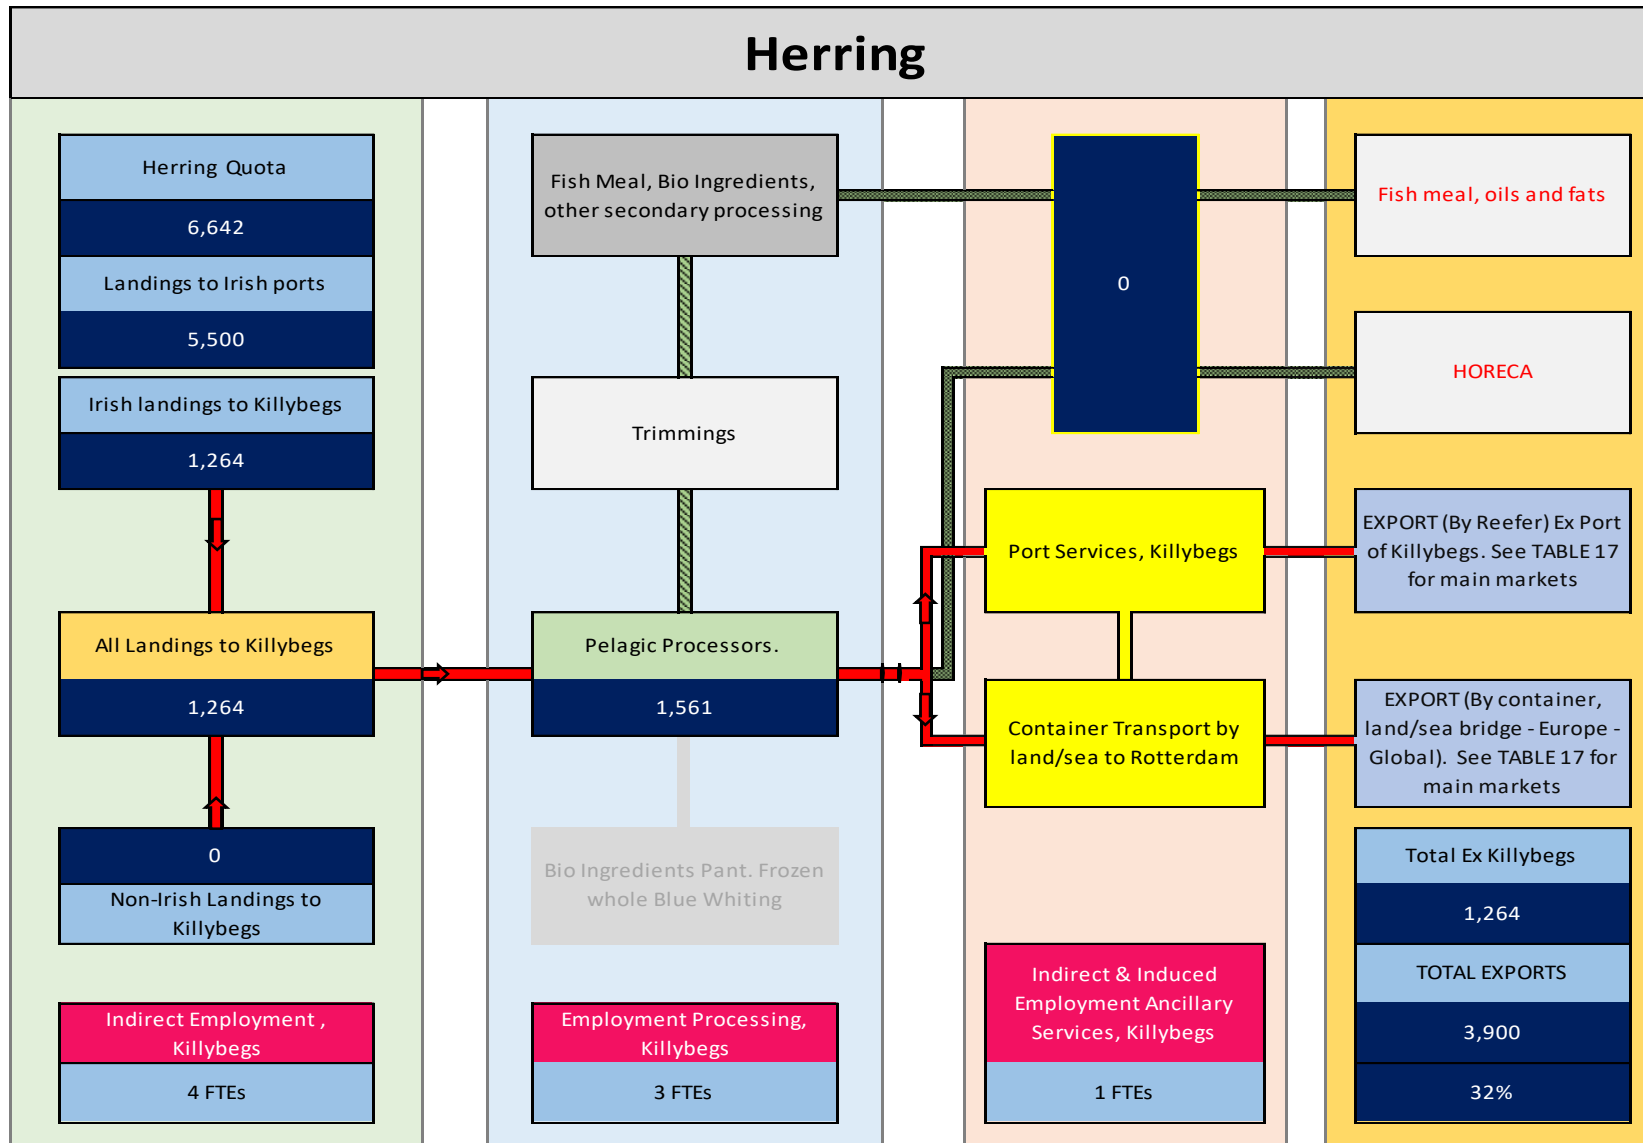 Herring
Herring Quota
6,642
Landings to Irish ports
5,500
Irish landings to Killybegs
1,264
All Landings to Killybegs
1,264
0
Non-Irish Landings to
Killybegs
Indirect Employment ,
Killybegs
4 FTEs
Fish Meal, Bio Ingredients,
other secondary processing
Trimmings
Pelagic Processors.
1,561
Bio Ingredients Pant. Frozen
whole Blue Whiting
Employment Processing,
Killybegs
3 FTEs
0
Port Services, Killybegs
Container Transport by
land/sea to Rotterdam
Indirect & Induced
Employment Ancillary
Services, Killybegs
1 FTEs
Fish meal, oils and fats
HORECA
EXPORT (By Reefer) Ex Port
of Killybegs. See TABLE 17
for main markets
EXPORT (By container,
land/sea bridge - Europe -
Global).  See TABLE 17 for
main markets
Total Ex Killybegs
1,264
TOTAL EXPORTS
3,900
32%